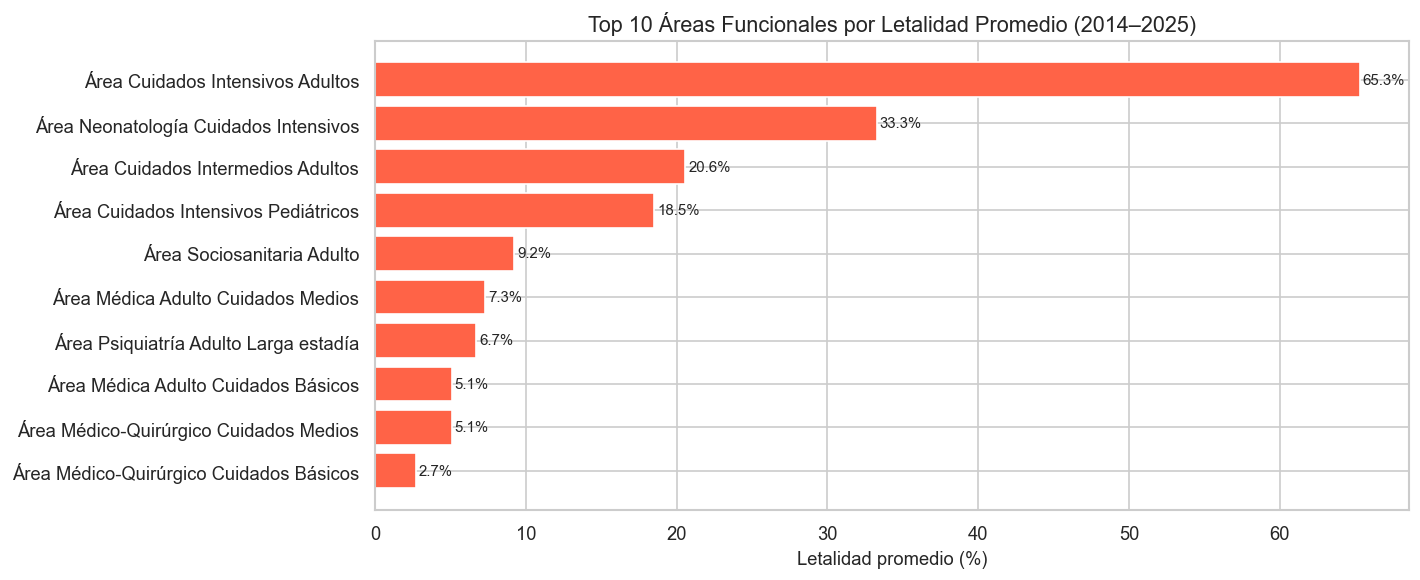 Top 10 Áreas Funcionales por Letalidad Promedio (2014–2025)
Área Cuidados Intensivos Adultos 65.3%
Área Neonatología Cuidados Intensivos 33.3%
Área Cuidados Intermedios Adultos 20.6%
Área Cuidados Intensivos Pediátricos 18.5%
Área Sociosanitaria Adulto 9.2%
Área Médica Adulto Cuidados Medios 7.3%
Área Psiquiatría Adulto Larga estadía 6.7%
Área Médica Adulto Cuidados Básicos 5.1%
Área Médico-Quirúrgico Cuidados Medios 5.1%
Área Médico-Quirúrgico Cuidados Básicos 2.7%
0 10 20 30 40 50 60
Letalidad promedio (%)